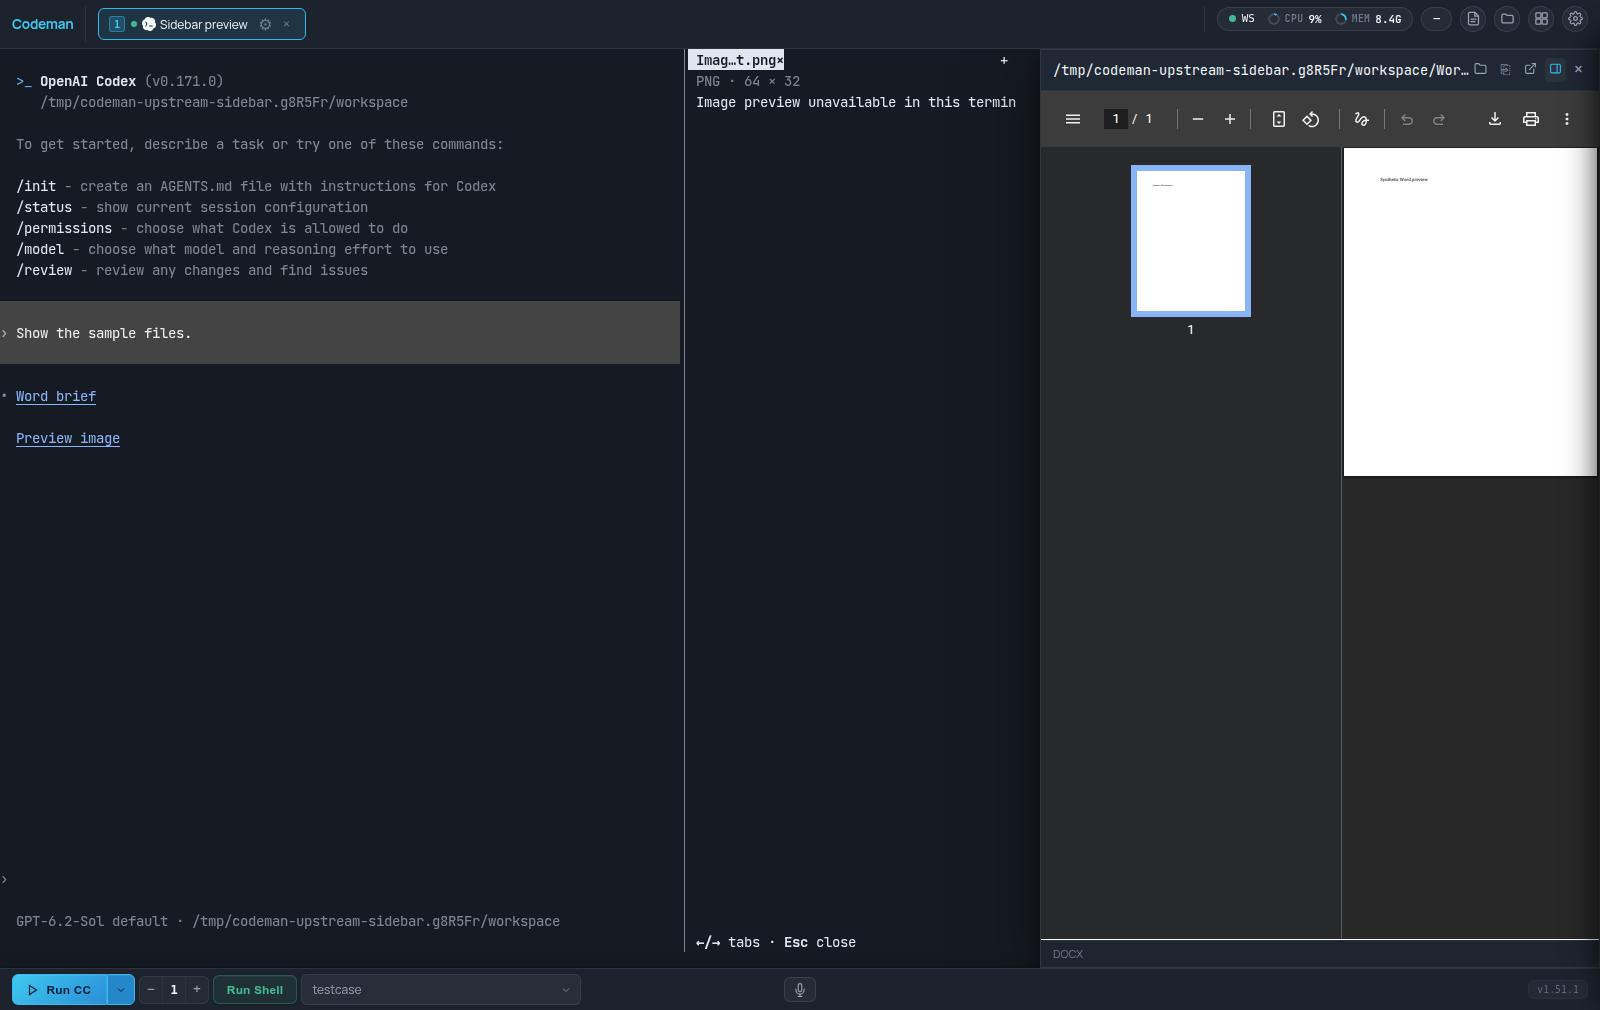 Codeman
1 Sidebar preview ⚙ ×
WS CPU 9% MEM 8.4G −
>_ OpenAI Codex (v0.171.0)
/tmp/codeman-upstream-sidebar.g8R5Fr/workspace
To get started, describe a task or try one of these commands:
/init - create an AGENTS.md file with instructions for Codex
/status - show current session configuration
/permissions - choose what Codex is allowed to do
/model - choose what model and reasoning effort to use
/review - review any changes and find issues
› Show the sample files.
• Word brief
Preview image
›
GPT-6.2-Sol default · /tmp/codeman-upstream-sidebar.g8R5Fr/workspace
Imag…t.png× +
PNG · 64 × 32
Image preview unavailable in this termin
←/→ tabs · Esc close
/tmp/codeman-upstream-sidebar.g8R5Fr/workspace/Wor… ×
1 / 1
1
Synthetic Word preview
DOCX
Run CC − 1 + Run Shell testcase
v1.51.1